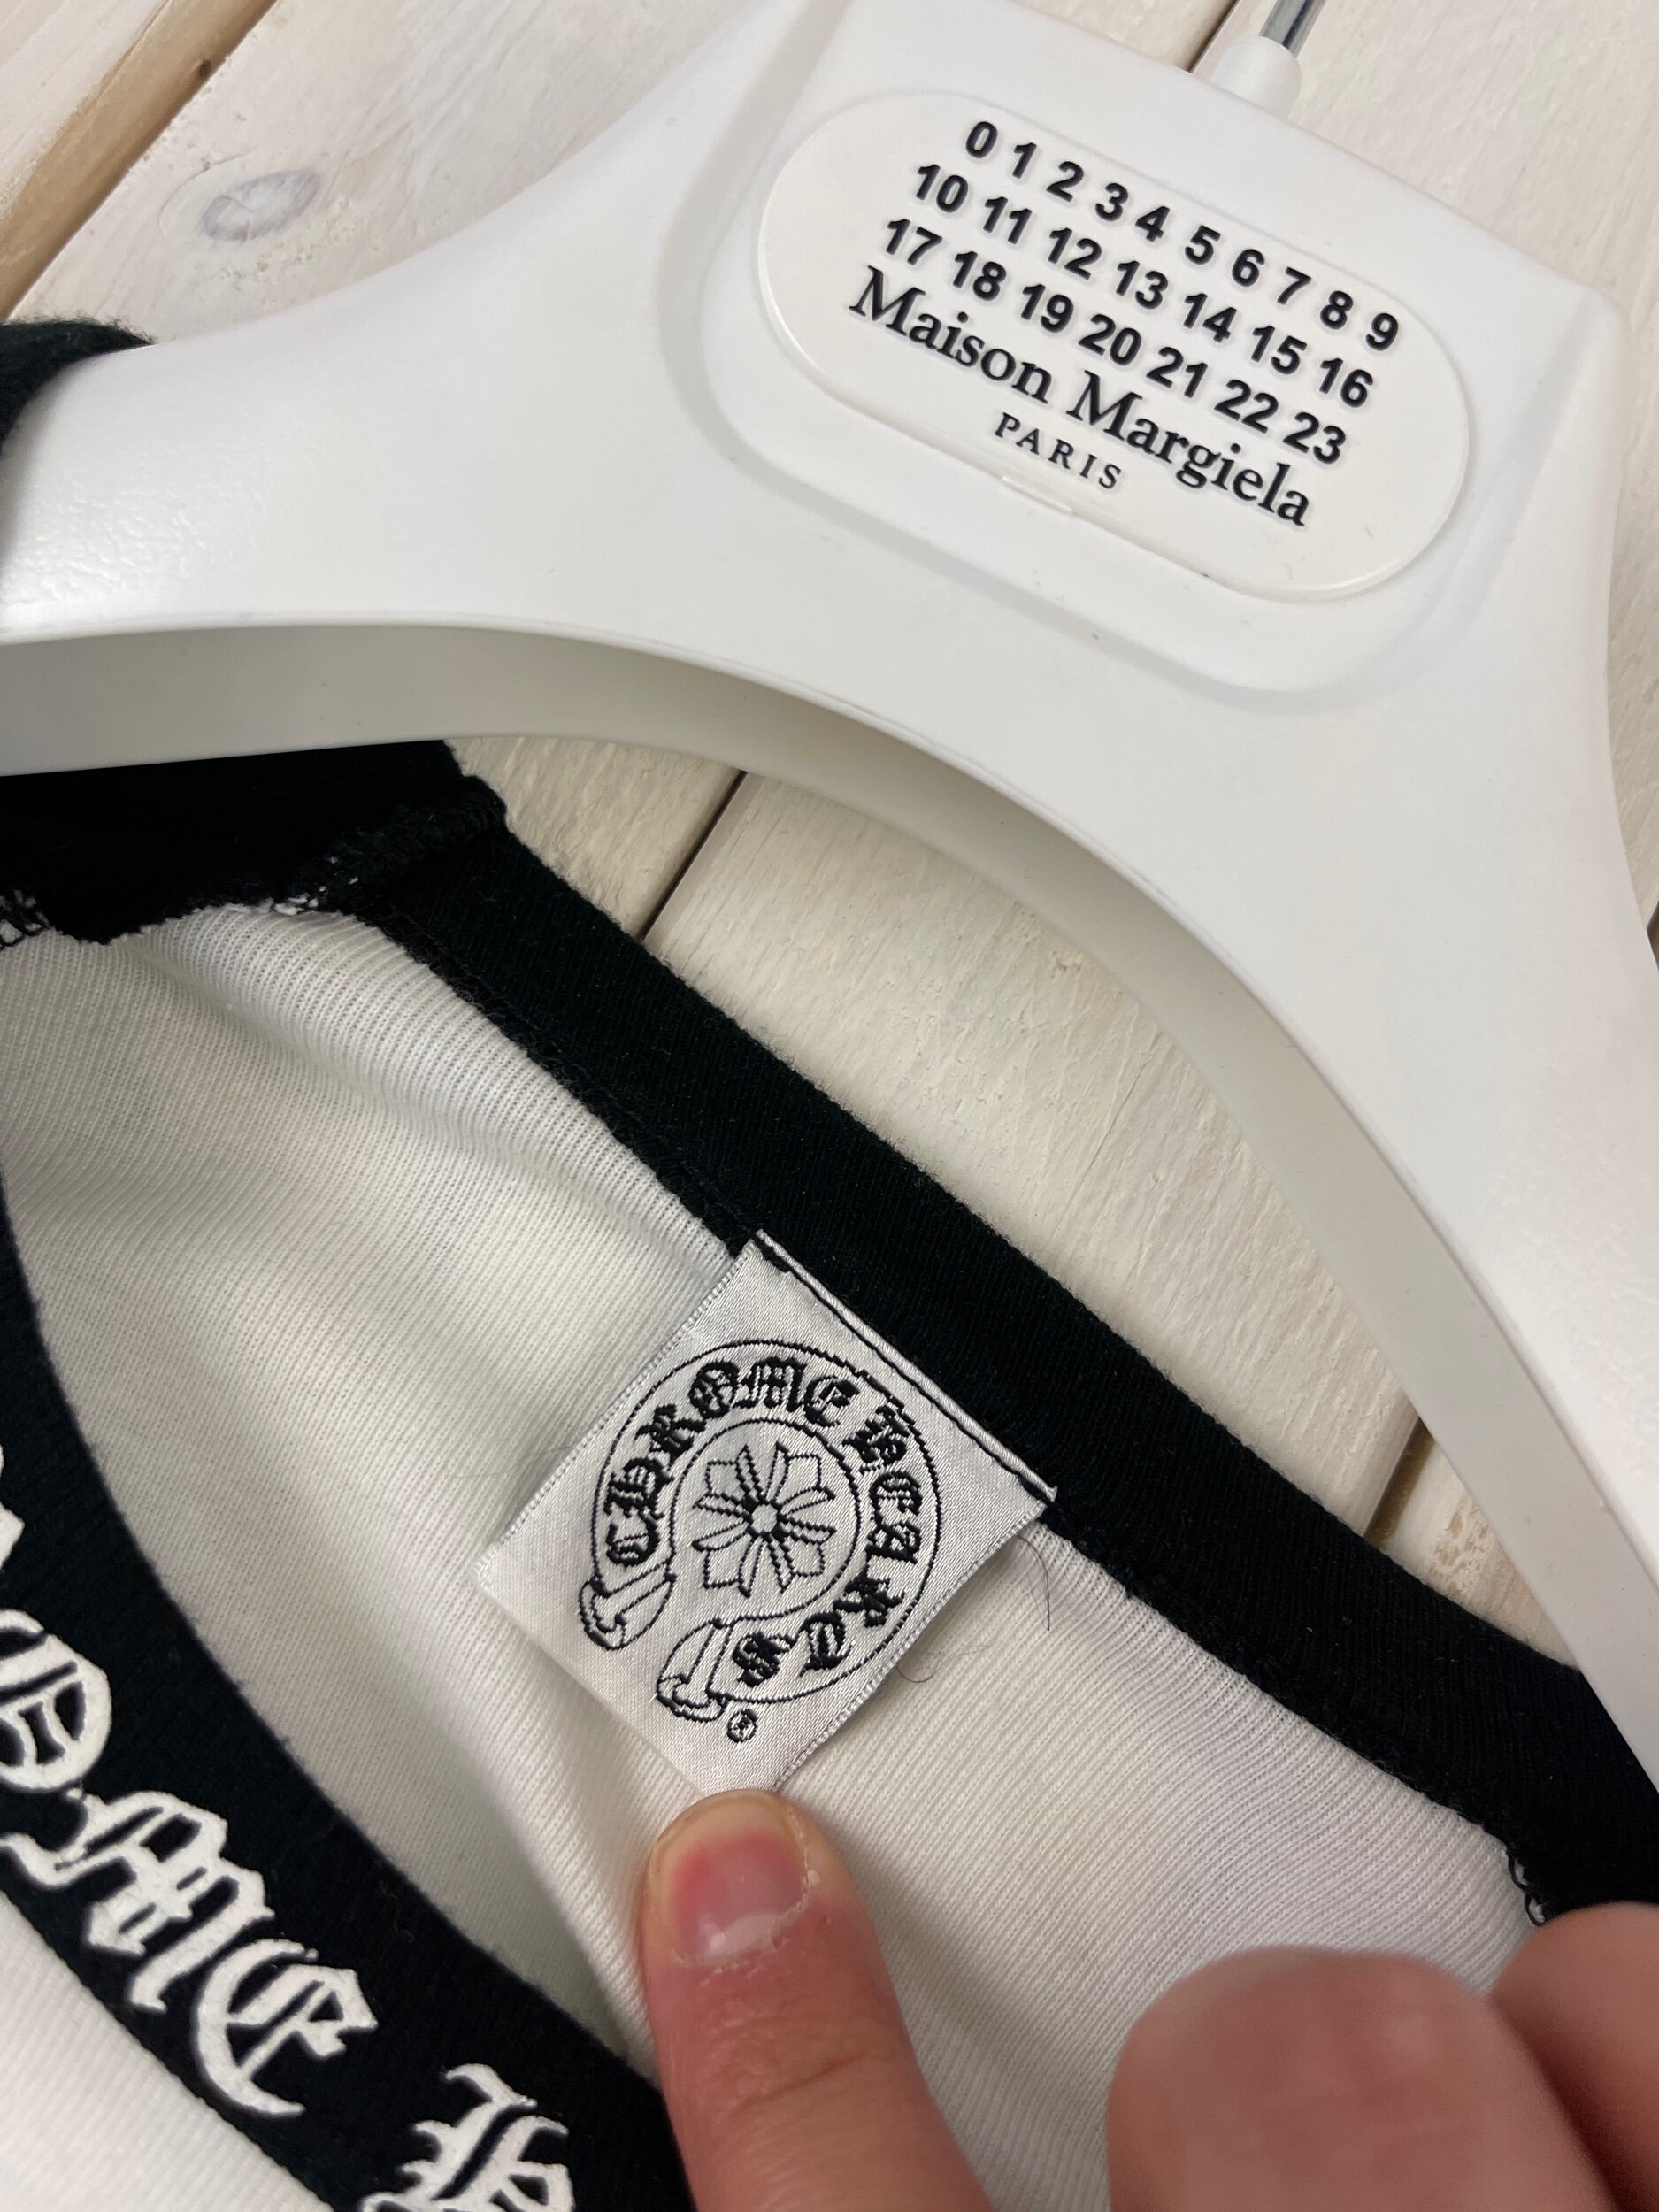 0 1 2 3 4 5 6 7 8 9
10 11 12 13 14 15 16
17 18 19 20 21 22 23
Maison Margiela
PARIS
CHROME HEARTS
®
OME H